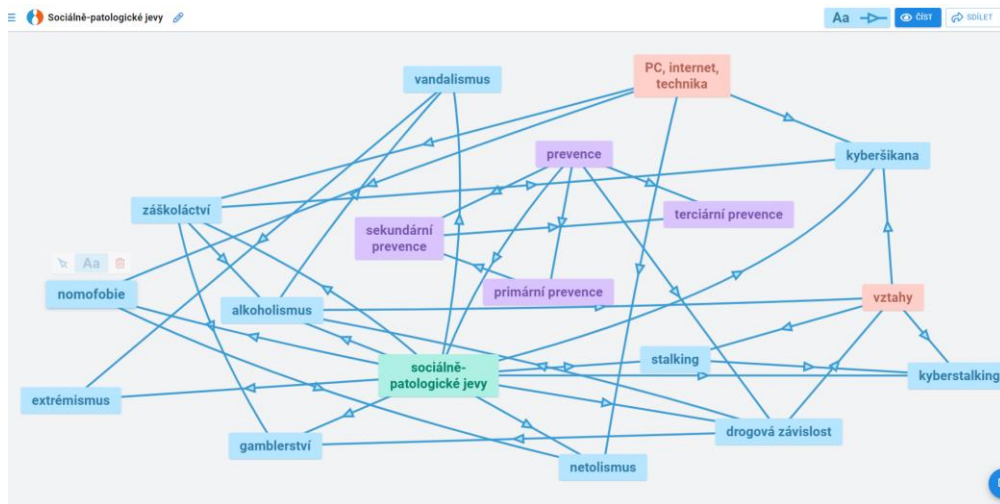 Sociálně-patologické jevy
Aa
ČÍST
SDÍLET
vandalismus
PC, internet,
technika
prevence
kyberšikana
záškoláctví
sekundární
prevence
terciární prevence
Aa
nomofobie
alkoholismus
primární prevence
vztahy
sociálně-
patologické jevy
stalking
kyberstalking
extrémismus
gamblerství
drogová závislost
netolismus